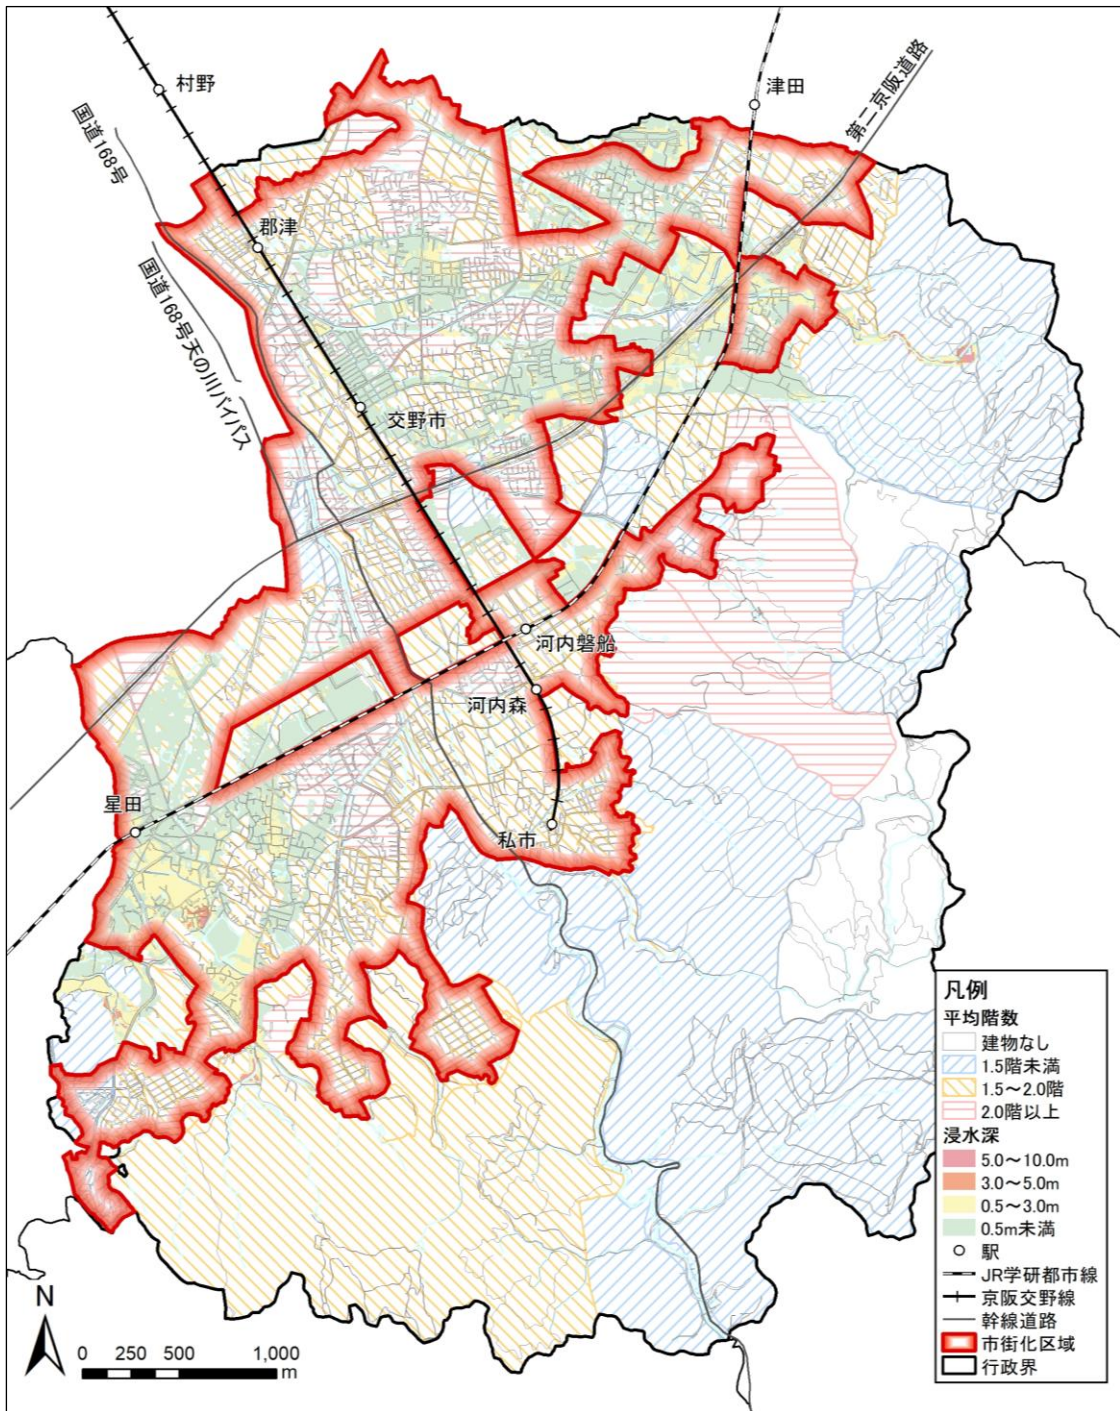 村野
津田
第二京阪道路
国道168号
郡津
国道168号天の川バイパス
交野市
河内磐船
河内森
星田
私市
凡例
平均階数
建物なし
1.5階未満
1.5～2.0階
2.0階以上
浸水深
5.0～10.0m
3.0～5.0m
0.5～3.0m
0.5m未満
駅
JR学研都市線
京阪交野線
幹線道路
市街化区域
行政界
N
0 250 500 1,000
m